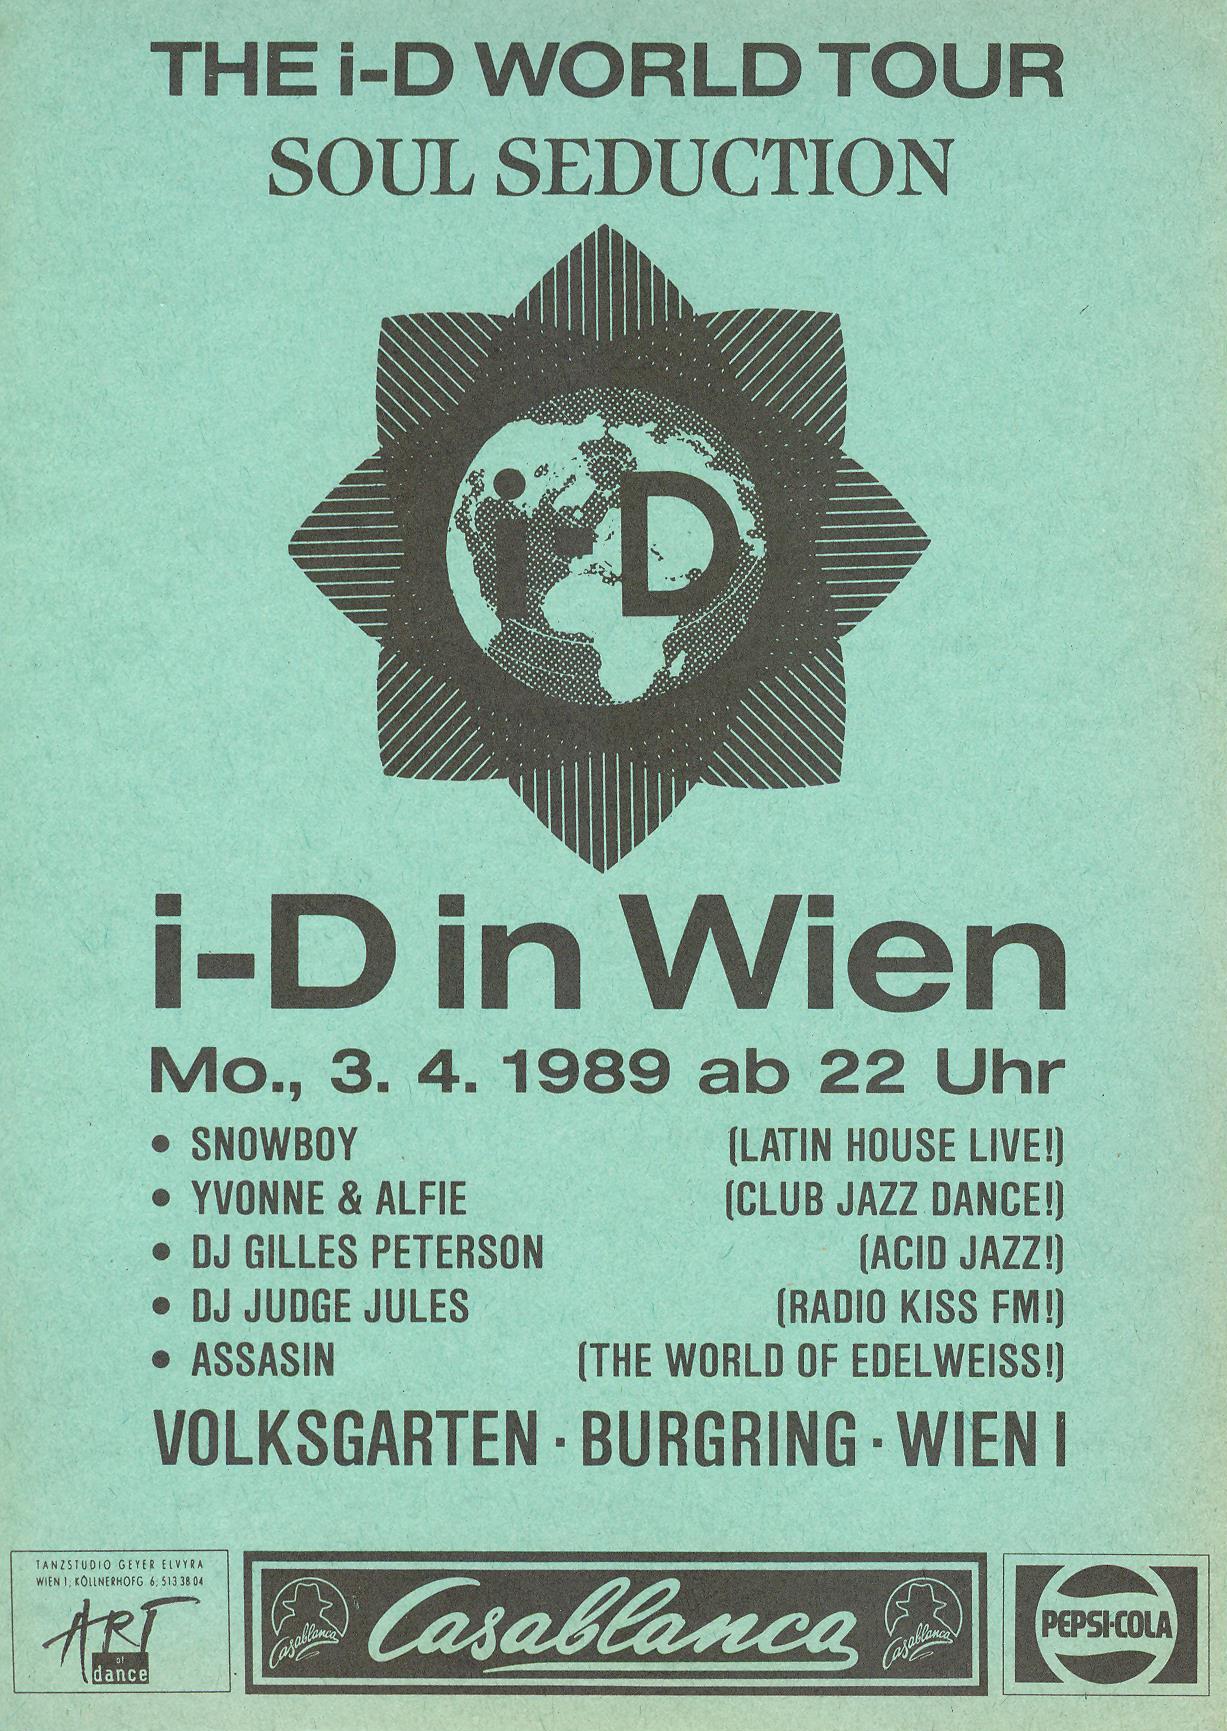 THE i-D WORLD TOUR
SOUL SEDUCTION
i-D
i-D in Wien
Mo., 3. 4. 1989 ab 22 Uhr
• SNOWBOY (LATIN HOUSE LIVE!)
• YVONNE & ALFIE (CLUB JAZZ DANCE!)
• DJ GILLES PETERSON (ACID JAZZ!)
• DJ JUDGE JULES (RADIO KISS FM!)
• ASSASIN (THE WORLD OF EDELWEISS!)
VOLKSGARTEN · BURGRING · WIEN I
TANZSTUDIO GEYER ELVYRA
WIEN 1, KÖLLNERHOFG 6, 513 38 04
ART
of
dance
Casablanca
Casablanca
Casablanca
PEPSI-COLA